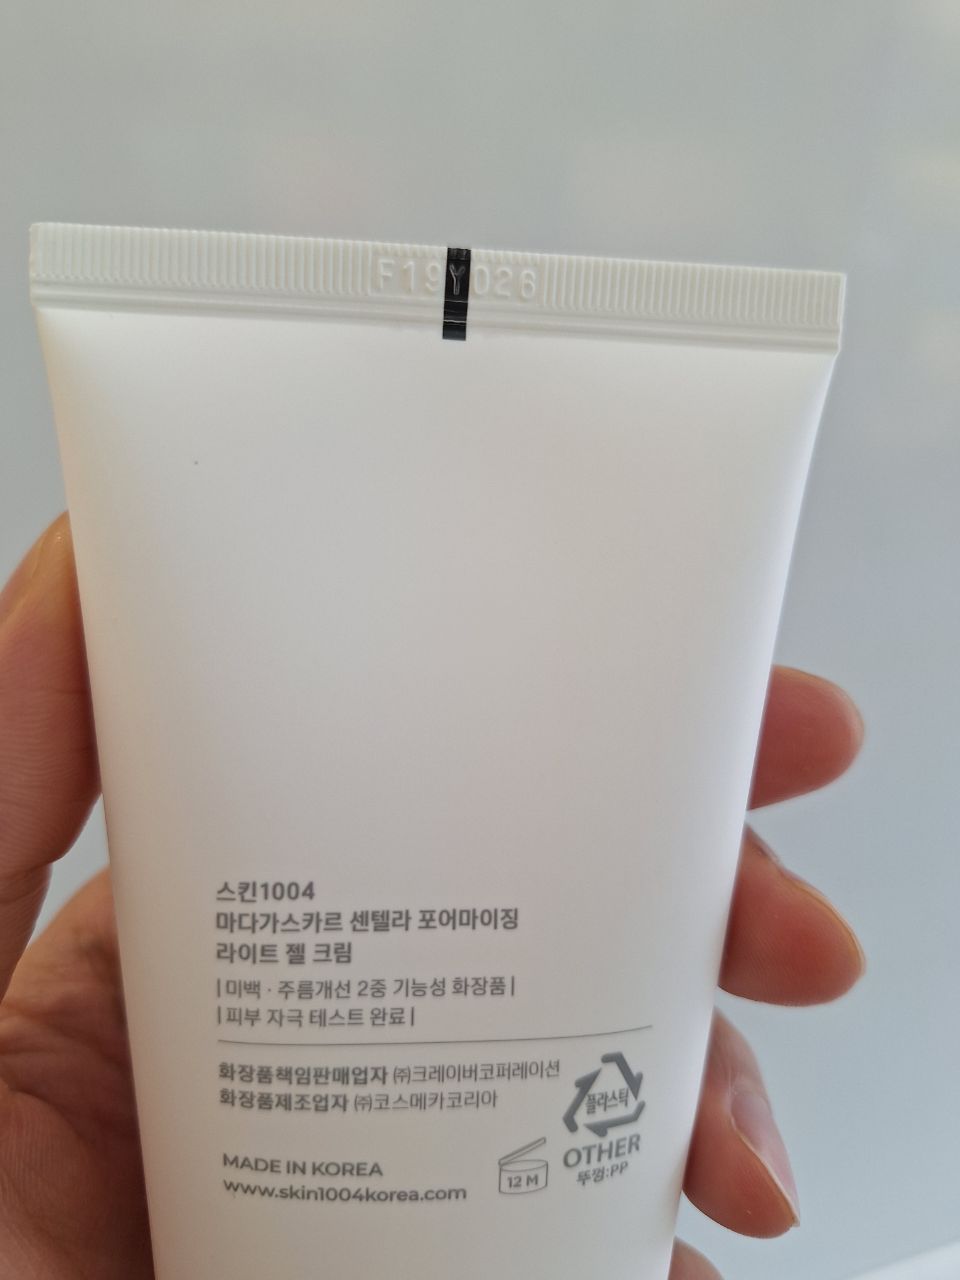 F19Y026
스킨1004
마다가스카르 센텔라 포어마이징
라이트 젤 크림
|미백 · 주름개선 2중 기능성 화장품|
|피부 자극 테스트 완료|
화장품책임판매업자 ㈜크레이버코퍼레이션
화장품제조업자 ㈜코스메카코리아
플라스틱
OTHER
뚜껑:PP
MADE IN KOREA
www.skin1004korea.com
12 M